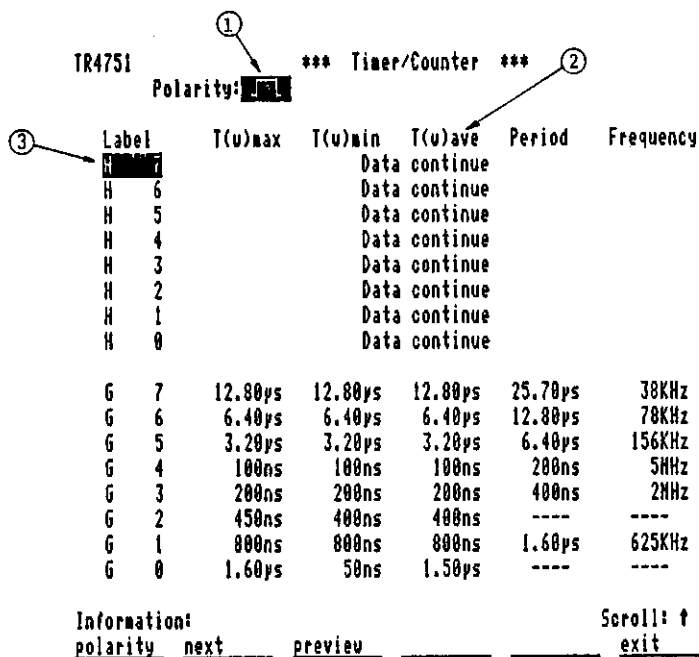 ①
TR4751 *** Timer/Counter *** ②
Polarity:
③ Label T(w)max T(w)min T(w)ave Period Frequency
H 7 Data continue
H 6 Data continue
H 5 Data continue
H 4 Data continue
H 3 Data continue
H 2 Data continue
H 1 Data continue
H 0 Data continue
G 7 12.80µs 12.80µs 12.80µs 25.70µs 38KHz
G 6 6.40µs 6.40µs 6.40µs 12.80µs 78KHz
G 5 3.20µs 3.20µs 3.20µs 6.40µs 156KHz
G 4 100ns 100ns 100ns 200ns 5MHz
G 3 200ns 200ns 200ns 400ns 2MHz
G 2 450ns 400ns 400ns ---- ----
G 1 800ns 800ns 800ns 1.60µs 625KHz
G 0 1.60µs 50ns 1.50µs ---- ----
Information: Scroll: ↑
polarity next preview exit